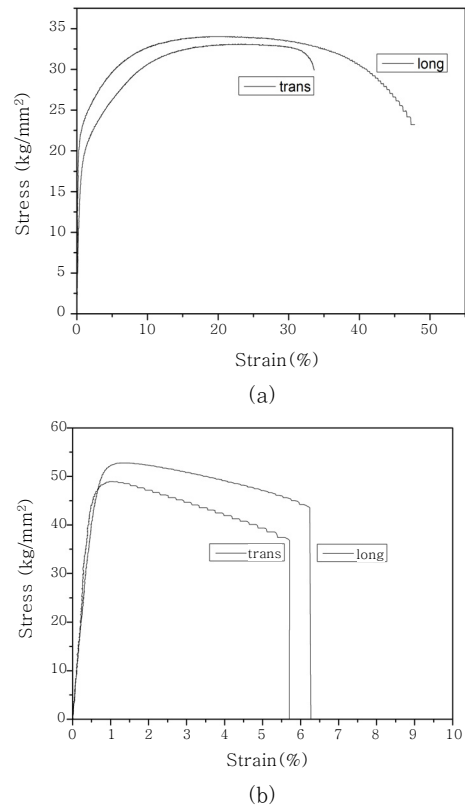 35
30
25
20
15
10
5
0
Stress (kg/mm²)
long
trans
0 10 20 30 40 50
Strain(%)
(a)
60
50
40
30
20
10
0
Stress (kg/mm²)
trans long
0 1 2 3 4 5 6 7 8 9 10
Strain(%)
(b)